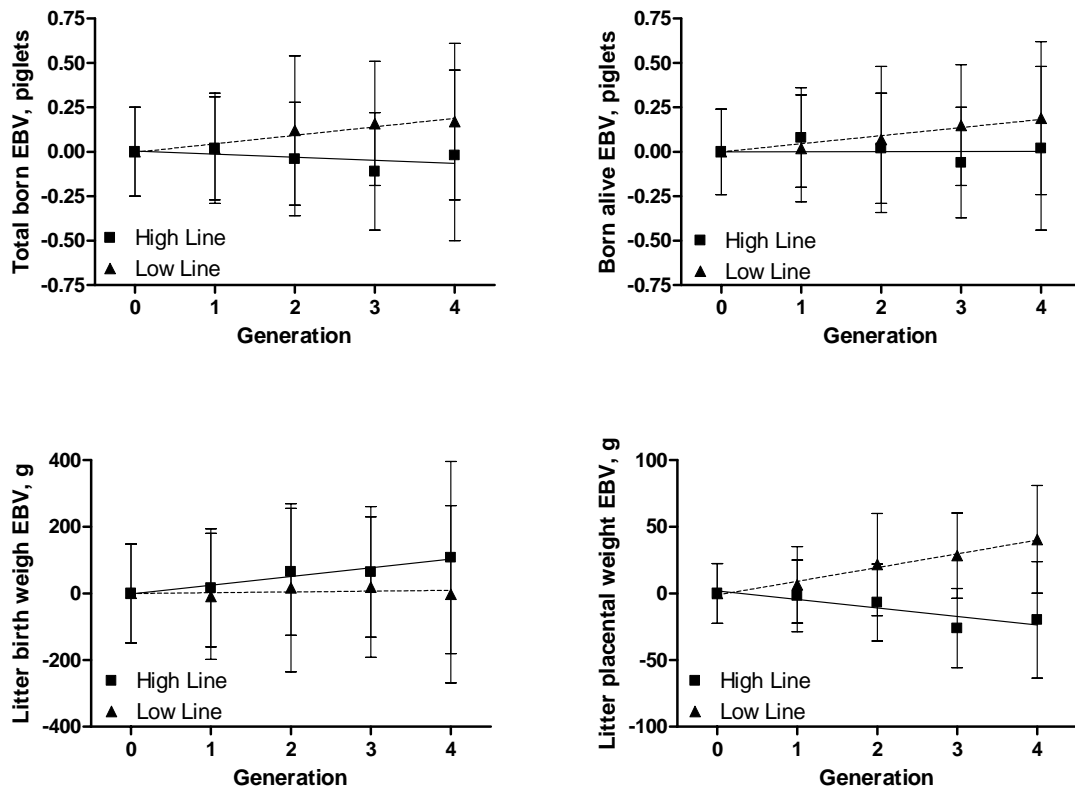 Total born EBV, piglets
0.75
0.50
0.25
0.00
-0.25
-0.50
-0.75
High Line
Low Line
0 1 2 3 4
Generation
Born alive EBV, piglets
0.75
0.50
0.25
0.00
-0.25
-0.50
-0.75
High Line
Low Line
0 1 2 3 4
Generation
Litter birth weigh EBV, g
400
200
0
-200
-400
High Line
Low Line
0 1 2 3 4
Generation
Litter placental weight EBV, g
100
50
0
-50
-100
High Line
Low Line
0 1 2 3 4
Generation